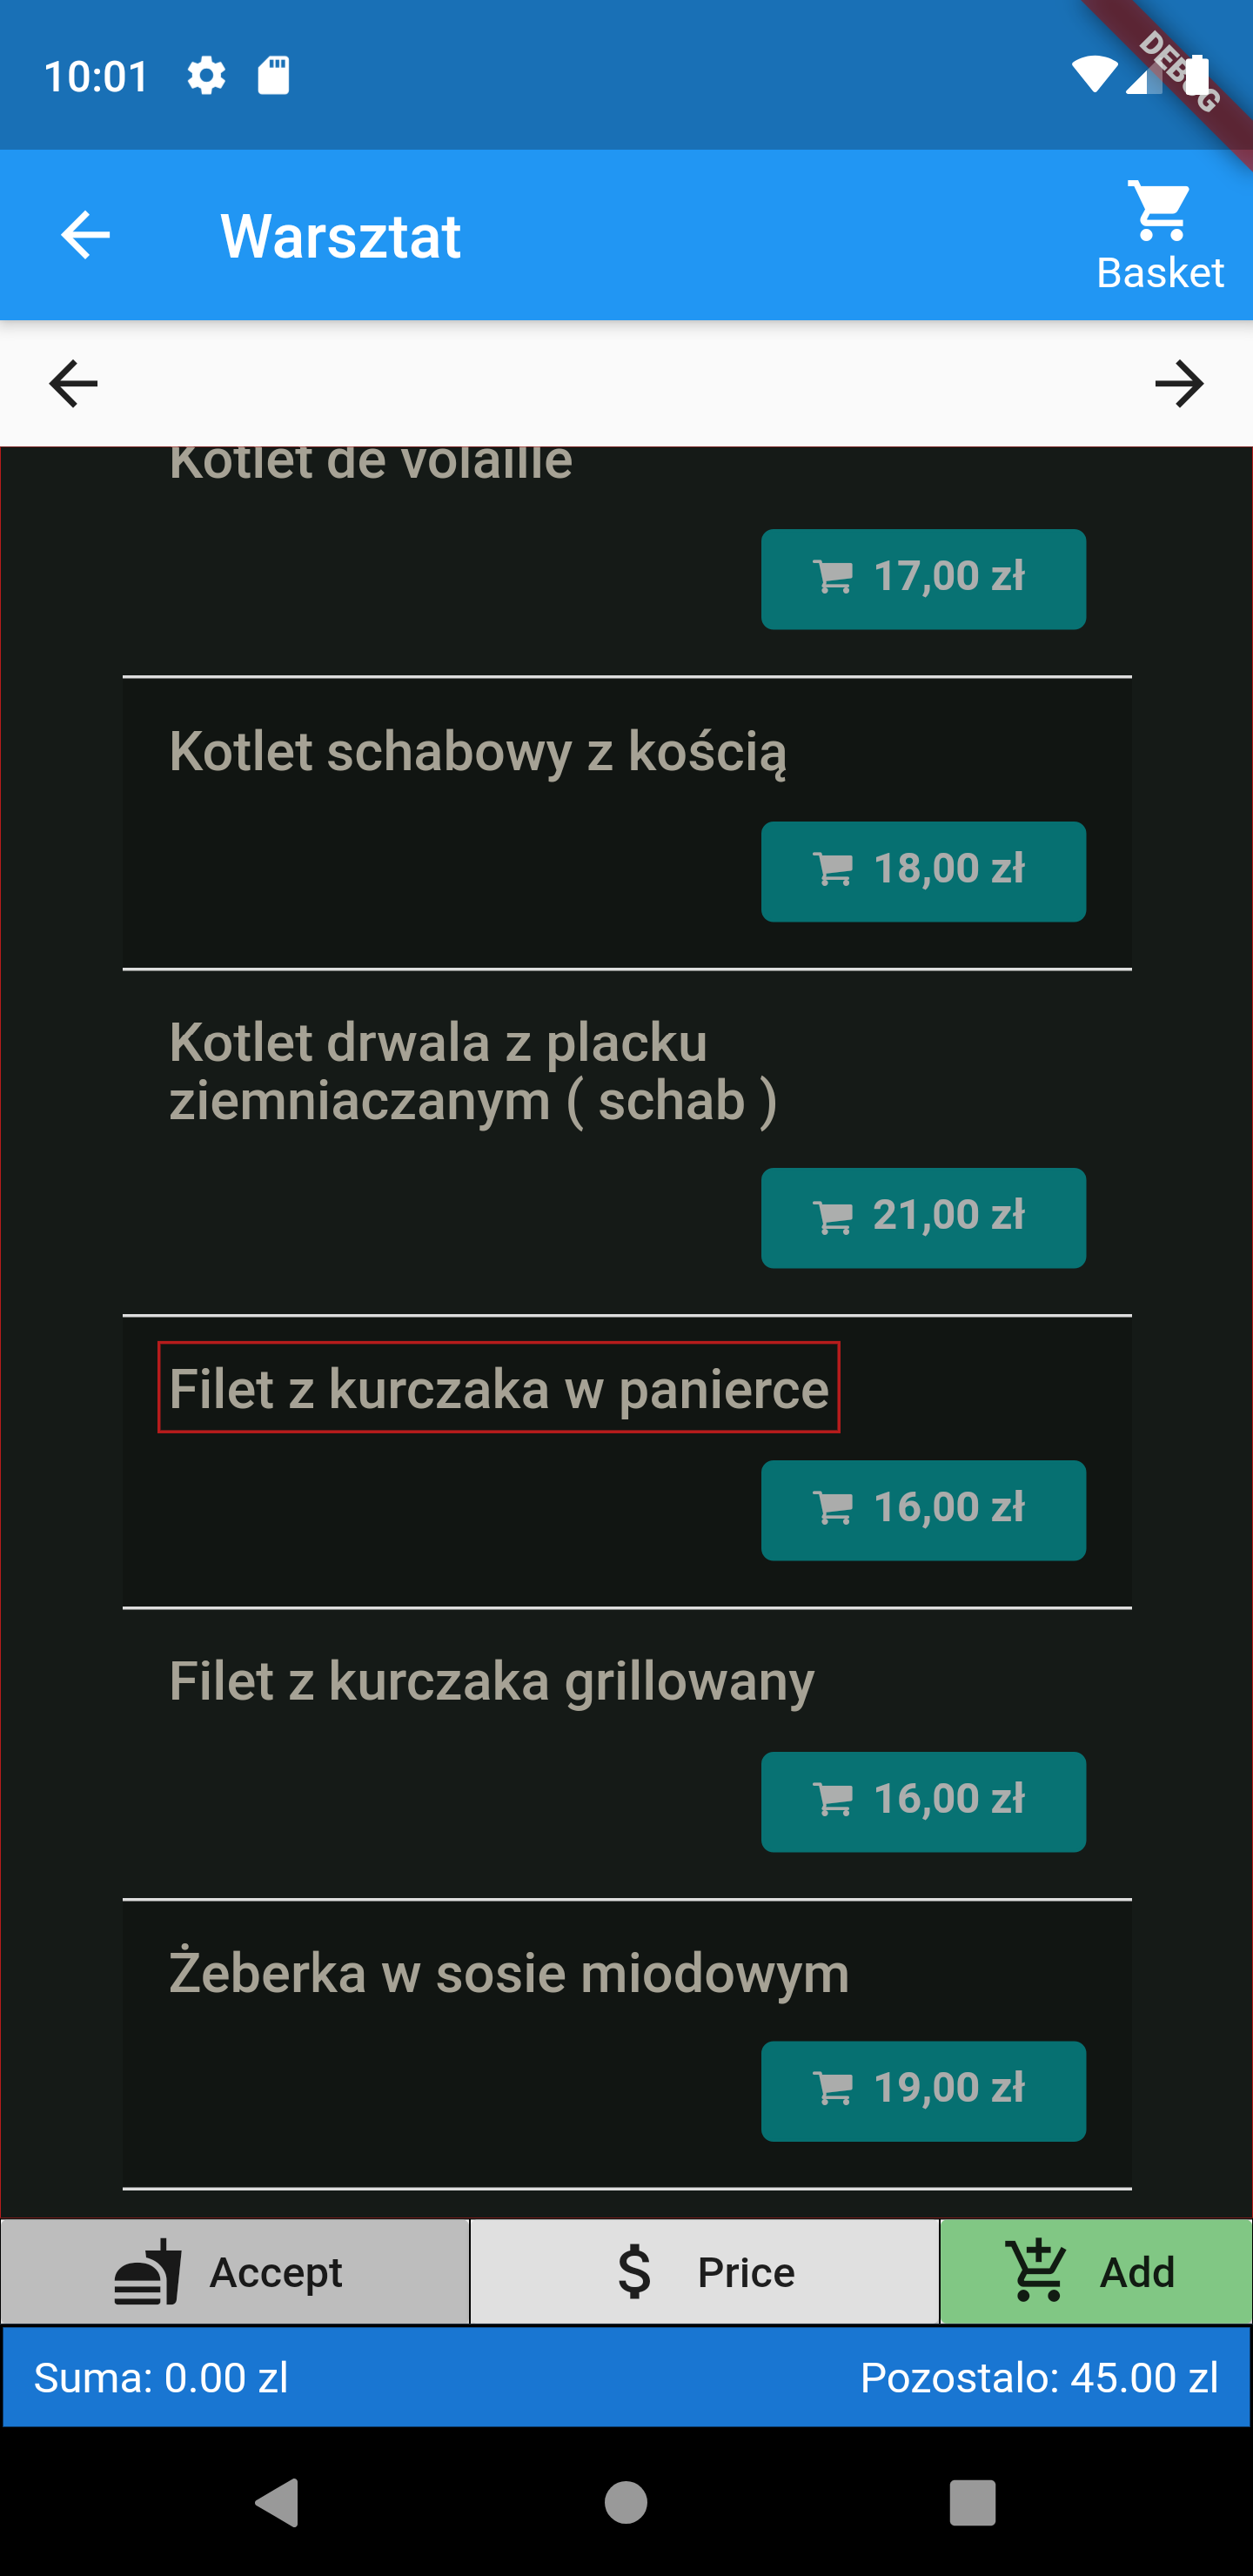 10:01
DEBUG
Warsztat
Basket
Kotlet de volaille
17,00 zł
Kotlet schabowy z kością
18,00 zł
Kotlet drwala z placku
ziemniaczanym ( schab )
21,00 zł
Filet z kurczaka w panierce
16,00 zł
Filet z kurczaka grillowany
16,00 zł
Żeberka w sosie miodowym
19,00 zł
Accept
Price
Add
Suma: 0.00 zl
Pozostalo: 45.00 zl